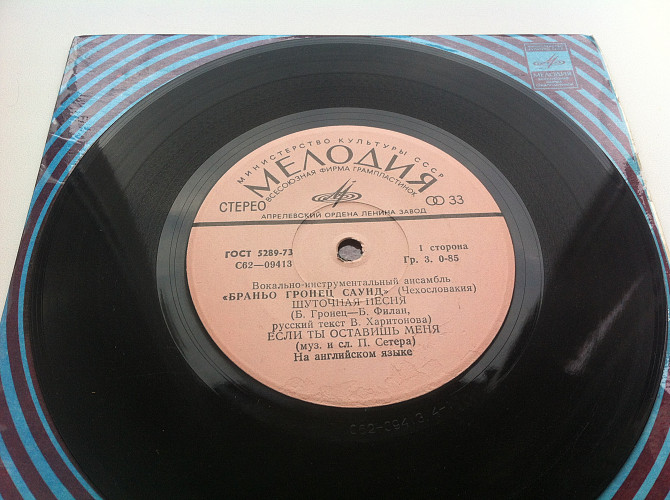 МИНИСТЕРСТВО КУЛЬТУРЫ СССР
МЕЛОДИЯ
ВСЕСОЮЗНАЯ ФИРМА ГРАМПЛАСТИНОК
СТЕРЕО
33
АПРЕЛЕВСКИЙ ОРДЕНА ЛЕНИНА ЗАВОД
ГОСТ 5289-73
1 сторона
С62—09413
Гр. 3. 0-85
Вокально-инструментальный ансамбль
«БРАНЬО ГРОНЕЦ САУНД» (Чехословакия)
ШУТОЧНАЯ ПЕСНЯ
(Б. Гронец—Б. Филан,
русский текст В. Харитонова)
ЕСЛИ ТЫ ОСТАВИШЬ МЕНЯ
(муз. и сл. П. Сетера)
На английском языке
МЕЛОДИЯ